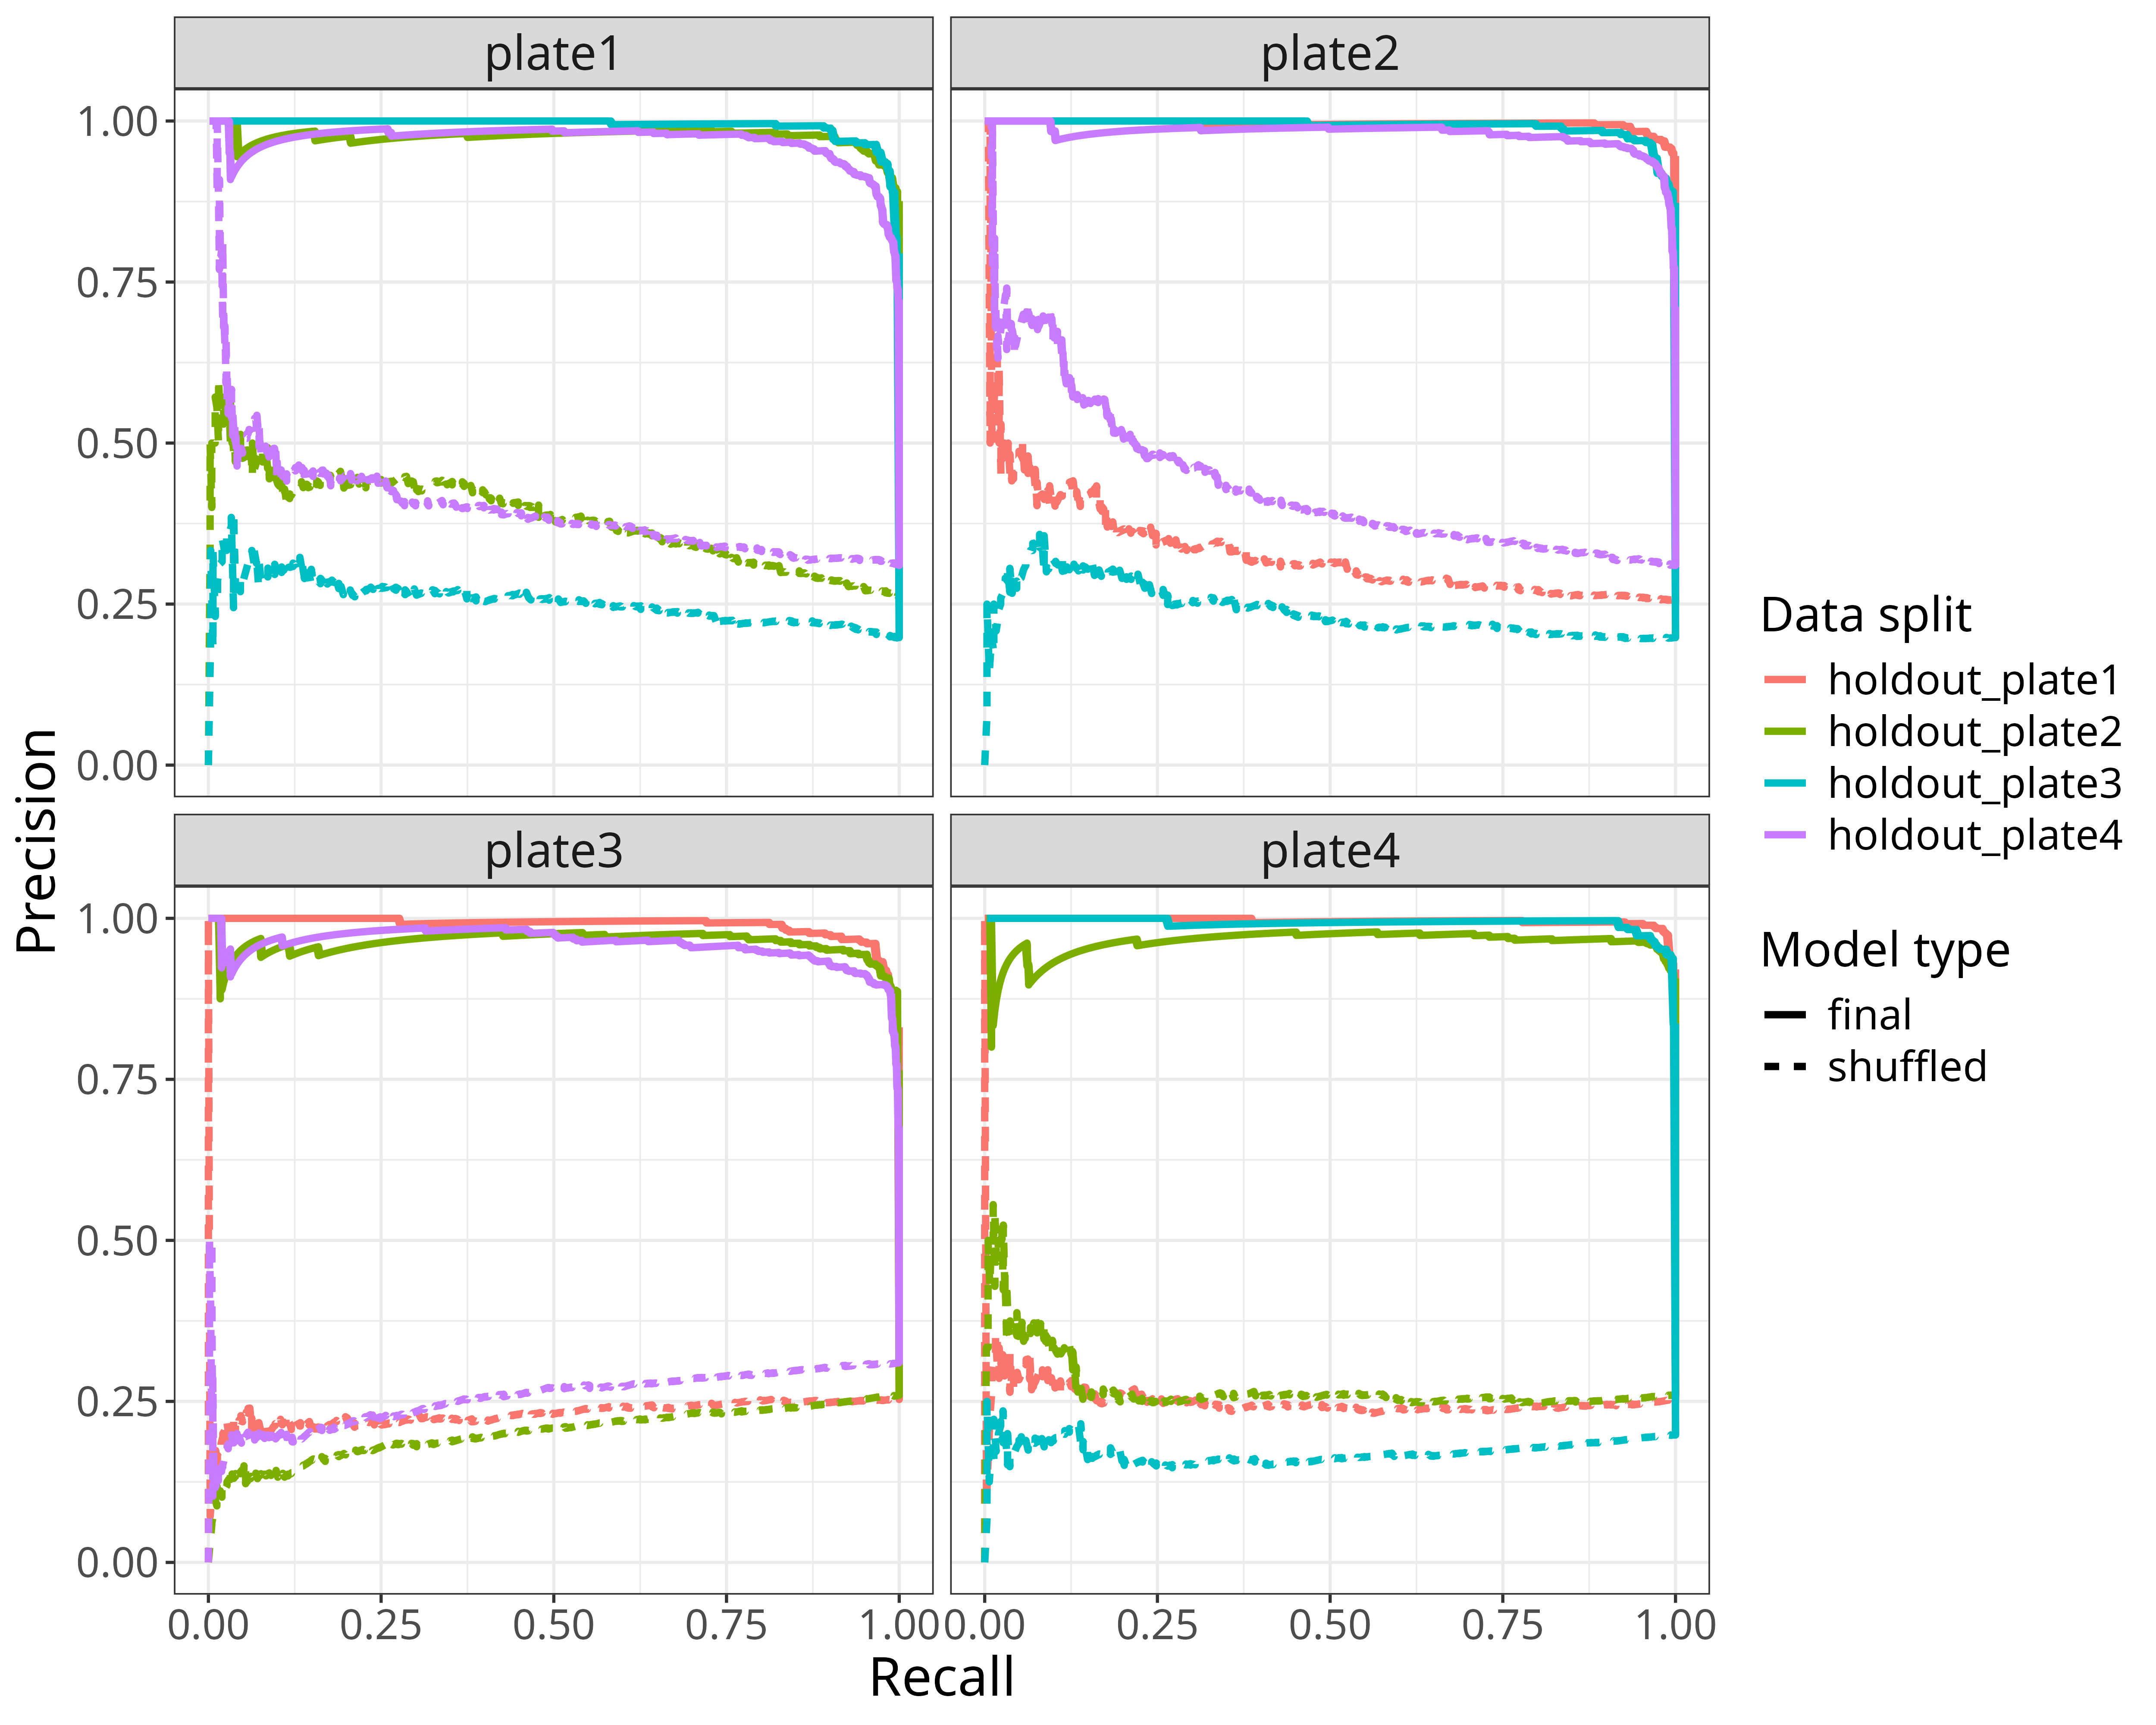 plate1
plate2
1.00
0.75
0.50
0.25
0.00
plate3
plate4
1.00
0.75
0.50
0.25
0.00
0.00 0.25 0.50 0.75 1.00
0.00 0.25 0.50 0.75 1.00
Recall
Precision
Data split
holdout_plate1
holdout_plate2
holdout_plate3
holdout_plate4
Model type
final
shuffled